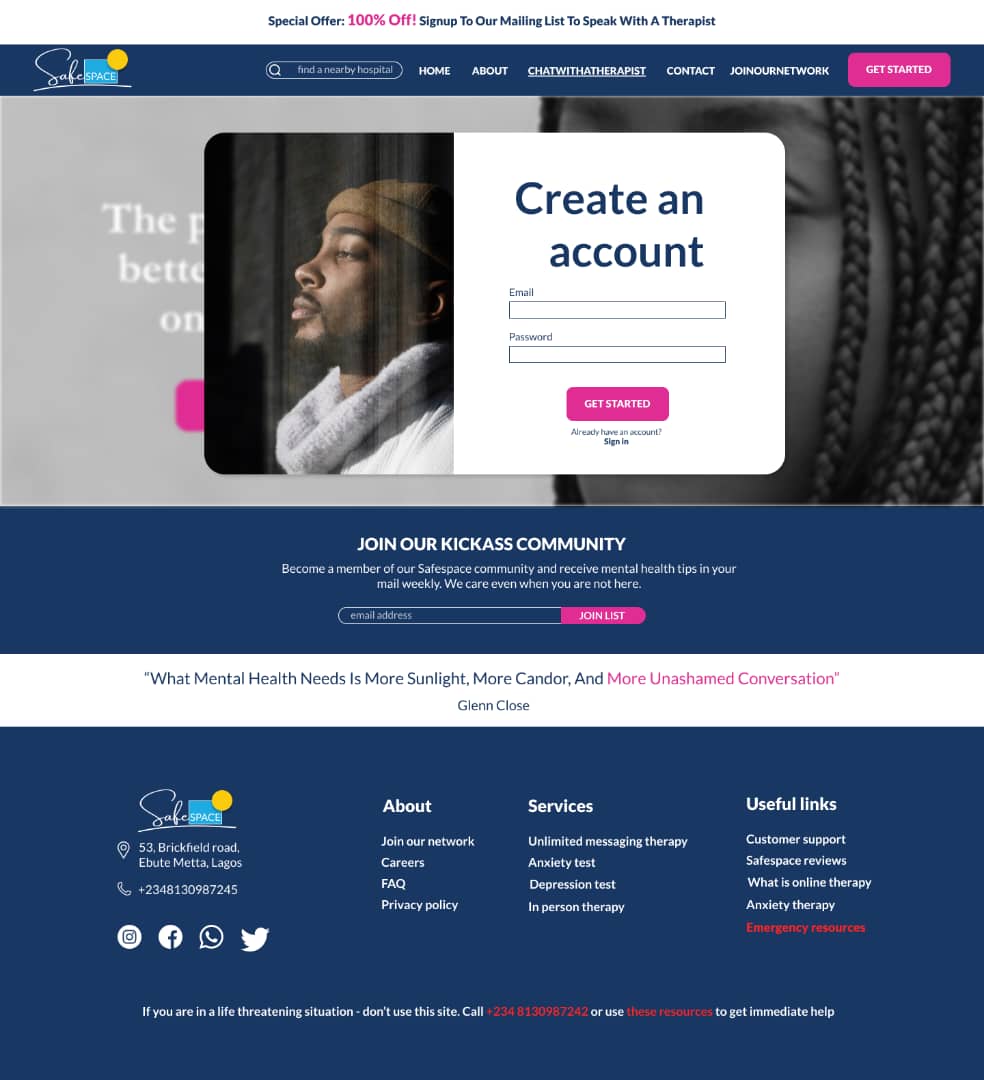 Special Offer: 100% Off! Signup To Our Mailing List To Speak With A Therapist
Safe SPACE
find a nearby hospital
HOME
ABOUT
CHATWITHATHERAPIST
CONTACT
JOINOURNETWORK
GET STARTED
The p
bette
on
Create an
account
Email
Password
GET STARTED
Already have an account?
Sign in
JOIN OUR KICKASS COMMUNITY
Become a member of our Safespace community and receive mental health tips in your
mail weekly. We care even when you are not here.
email address
JOIN LIST
"What Mental Health Needs Is More Sunlight, More Candor, And More Unashamed Conversation"
Glenn Close
Safe SPACE
53, Brickfield road,
Ebute Metta, Lagos
+2348130987245
About
Join our network
Careers
FAQ
Privacy policy
Services
Unlimited messaging therapy
Anxiety test
Depression test
In person therapy
Useful links
Customer support
Safespace reviews
What is online therapy
Anxiety therapy
Emergency resources
If you are in a life threatening situation - don't use this site. Call +234 8130987242 or use these resources to get immediate help